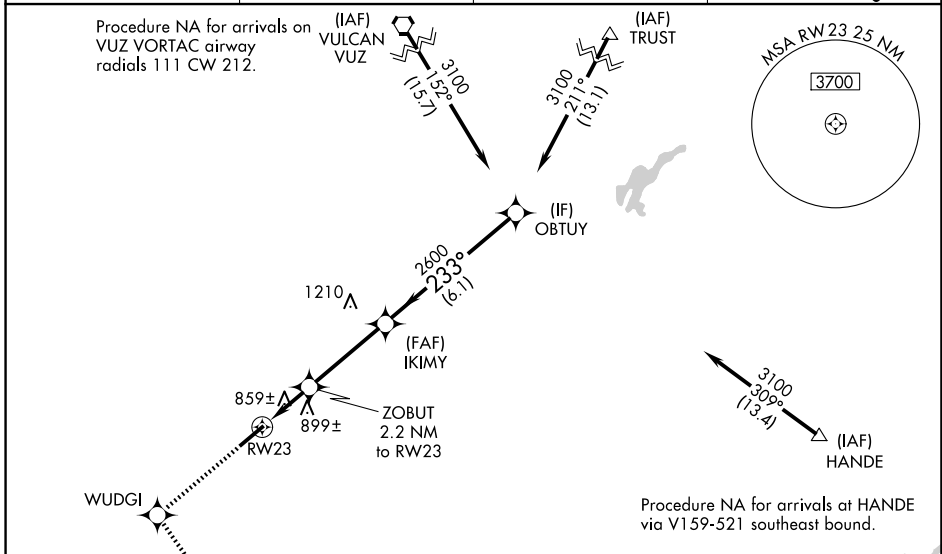 Procedure NA for arrivals on
VUZ VORTAC airway
radials 111 CW 212.
(IAF)
VULCAN
VUZ
3100
152°
(15.7)
(IAF)
TRUST
3100
211°
(13.1)
MSA RW23 25 NM
3700
(IF)
OBTUY
2600
233°
(6.1)
1210
(FAF)
IKIMY
859±
899±
ZOBUT
2.2 NM
to RW23
RW23
3100
309°
(13.4)
(IAF)
HANDE
WUDGI
Procedure NA for arrivals at HANDE
via V159-521 southeast bound.